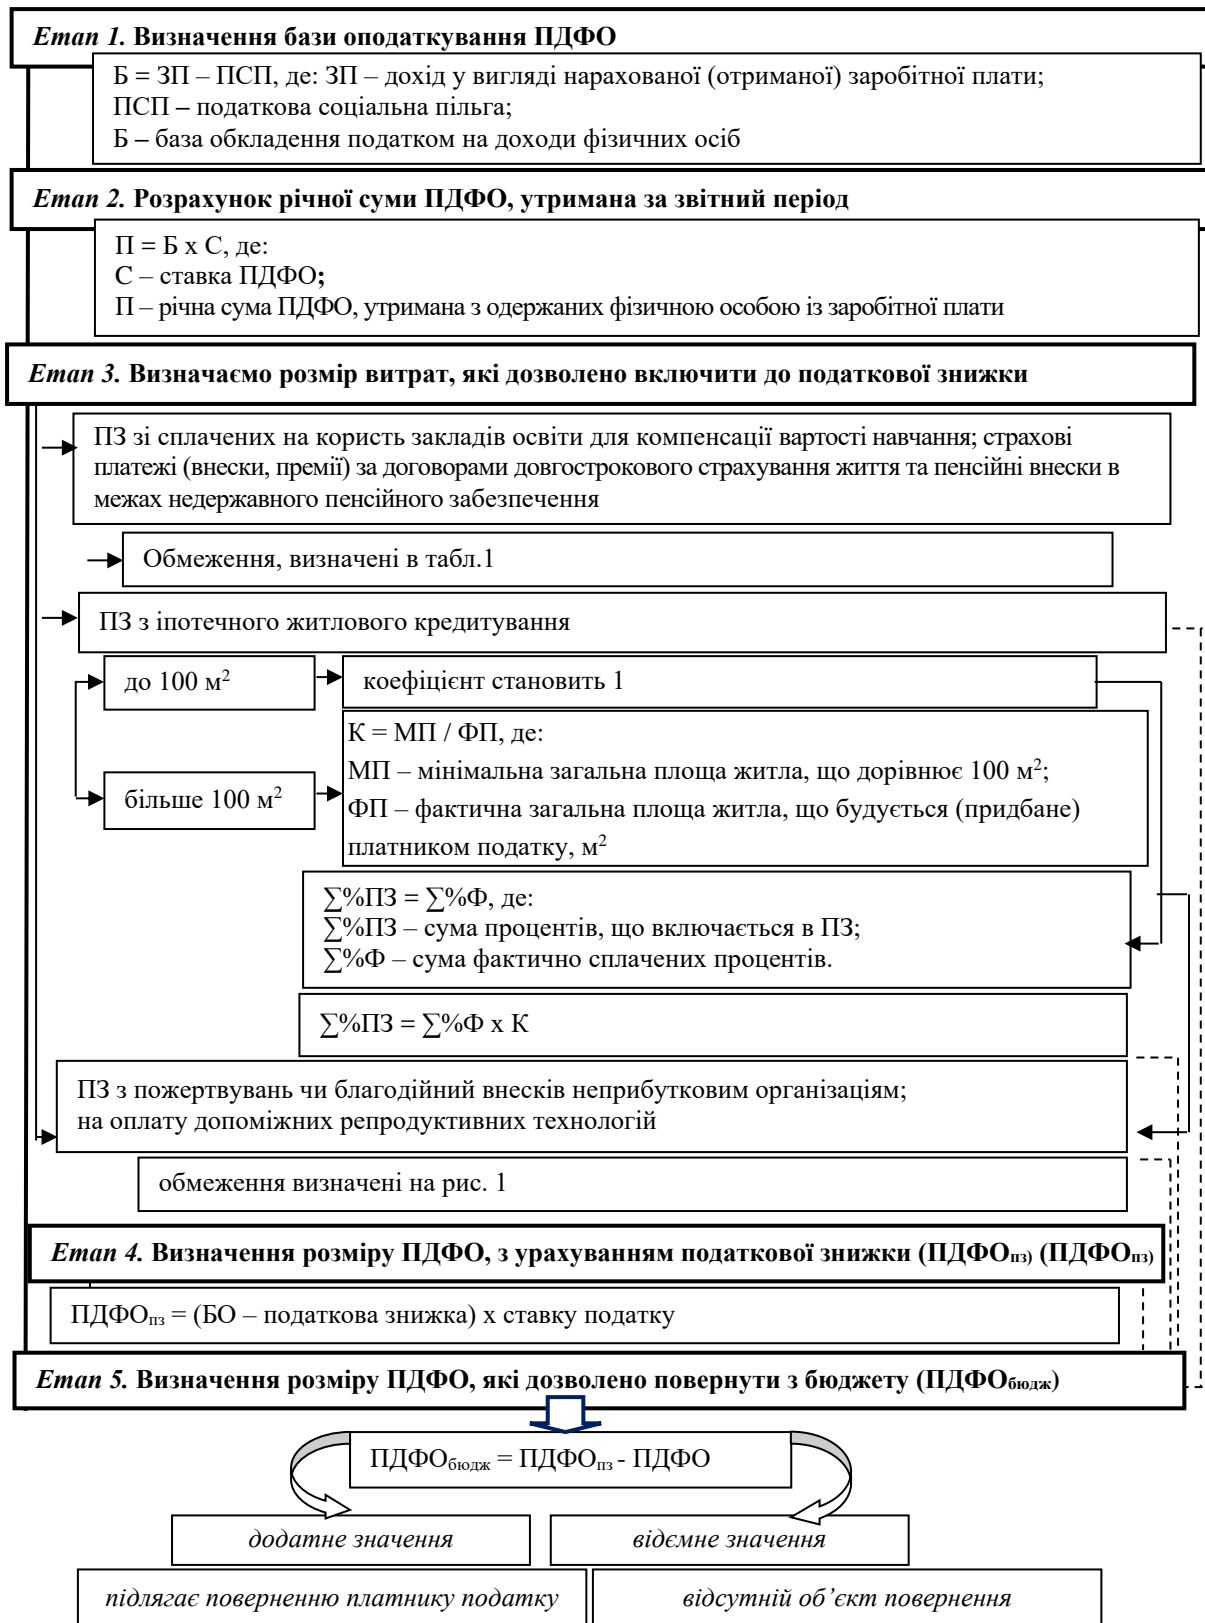 Етап 1. Визначення бази оподаткування ПДФО
Б = ЗП – ПСП, де: ЗП – дохід у вигляді нарахованої (отриманої) заробітної плати;
ПСП – податкова соціальна пільга;
Б – база обкладення податком на доходи фізичних осіб
Етап 2. Розрахунок річної суми ПДФО, утримана за звітний період
П = Б х С, де:
С – ставка ПДФО;
П – річна сума ПДФО, утримана з одержаних фізичною особою із заробітної плати
Етап 3. Визначаємо розмір витрат, які дозволено включити до податкової знижки
ПЗ зі сплачених на користь закладів освіти для компенсації вартості навчання; страхові
платежі (внески, премії) за договорами довгострокового страхування життя та пенсійні внески в
межах недержавного пенсійного забезпечення
Обмеження, визначені в табл.1
ПЗ з іпотечного житлового кредитування
до 100 м²
коефіцієнт становить 1
К = МП / ФП, де:
МП – мінімальна загальна площа житла, що дорівнює 100 м²;
більше 100 м²
ФП – фактична загальна площа житла, що будується (придбане)
платником податку, м²
∑%ПЗ = ∑%Ф, де:
∑%ПЗ – сума процентів, що включається в ПЗ;
∑%Ф – сума фактично сплачених процентів.
∑%ПЗ = ∑%Ф х К
ПЗ з пожертвувань чи благодійний внесків неприбутковим організаціям;
на оплату допоміжних репродуктивних технологій
обмеження визначені на рис. 1
Етап 4. Визначення розміру ПДФО, з урахуванням податкової знижки (ПДФОпз) (ПДФОпз)
ПДФОпз = (БО – податкова знижка) х ставку податку
Етап 5. Визначення розміру ПДФО, які дозволено повернути з бюджету (ПДФОбюдж)
ПДФОбюдж = ПДФОпз - ПДФО
додатне значення
відємне значення
підлягає поверненню платнику податку
відсутній об’єкт повернення